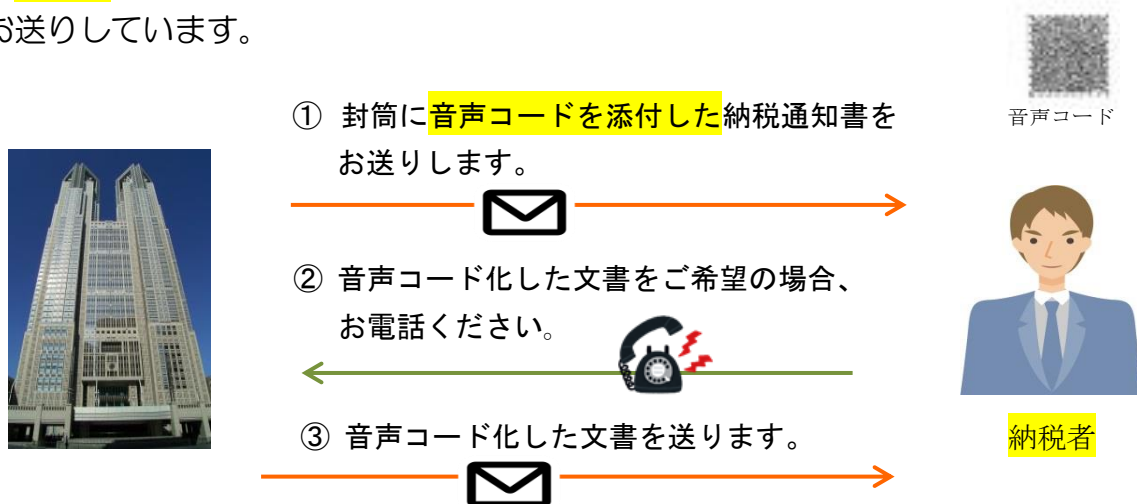 お送りしています。
音声コード
① 封筒に音声コードを添付した納税通知書を
お送りします。
② 音声コード化した文書をご希望の場合、
お電話ください。
③ 音声コード化した文書を送ります。
納税者